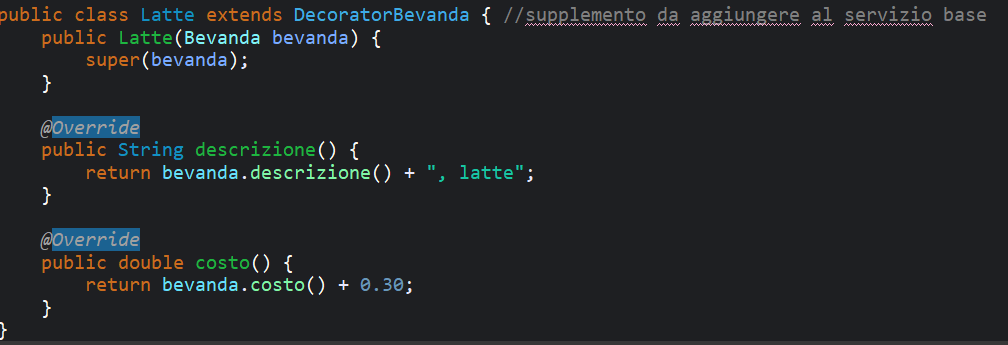 public class Latte extends DecoratorBevanda { //supplemento da aggiungere al servizio base
    public Latte(Bevanda bevanda) {
        super(bevanda);
    }

    @Override
    public String descrizione() {
        return bevanda.descrizione() + ", latte";
    }

    @Override
    public double costo() {
        return bevanda.costo() + 0.30;
    }
}